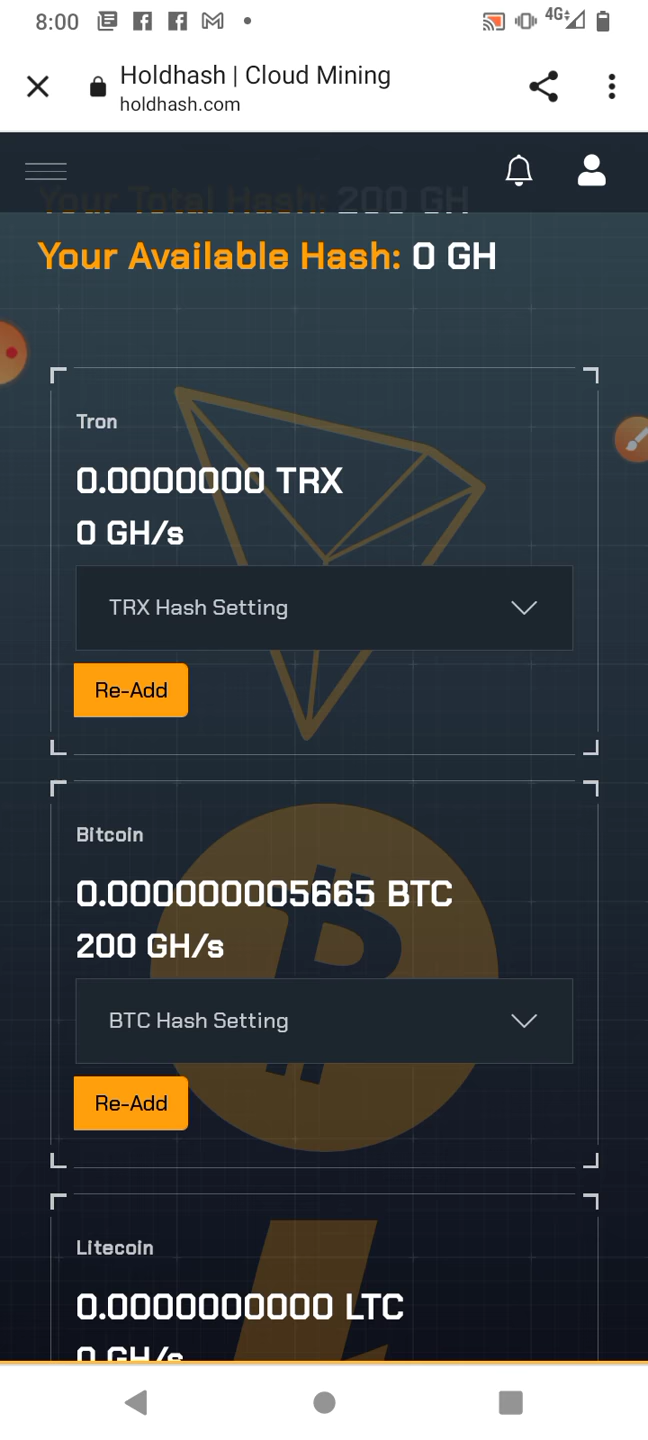 8:00
4G
Holdhash | Cloud Mining
holdhash.com
Your Total Hash: 200 GH
Your Available Hash: 0 GH
Tron
0.0000000 TRX
0 GH/s
TRX Hash Setting
Re-Add
Bitcoin
0.000000005665 BTC
200 GH/s
BTC Hash Setting
Re-Add
Litecoin
0.0000000000 LTC
0 GH/s